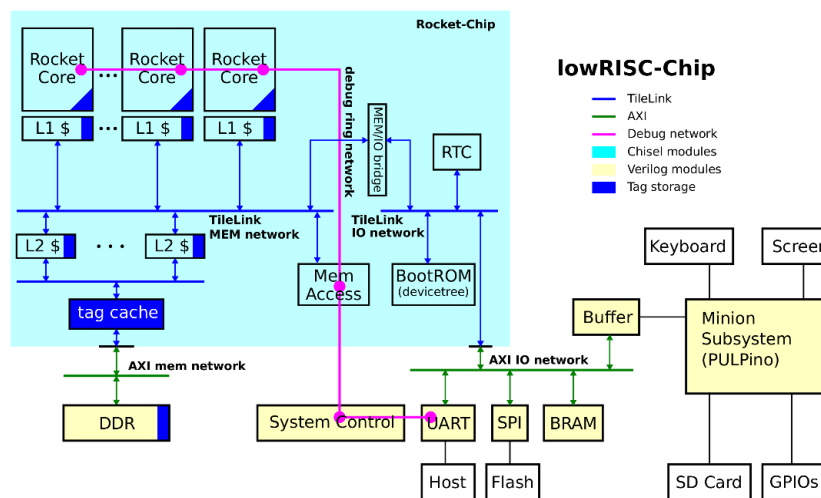 Rocket-Chip
Rocket
Core
Rocket
Core
Rocket
Core
...
L1 $
L1 $
L1 $
...
debug ring network
MEM/IO bridge
RTC
TileLink
MEM network
TileLink
IO network
L2 $
. . .
L2 $
Mem
Access
BootROM
(devicetree)
tag cache
AXI mem network
AXI IO network
DDR
System Control
UART
SPI
BRAM
Host
Flash
lowRISC-Chip
TileLink
AXI
Debug network
Chisel modules
Verilog modules
Tag storage
Keyboard
Screen
Buffer
Minion
Subsystem
(PULPino)
SD Card
GPIOs